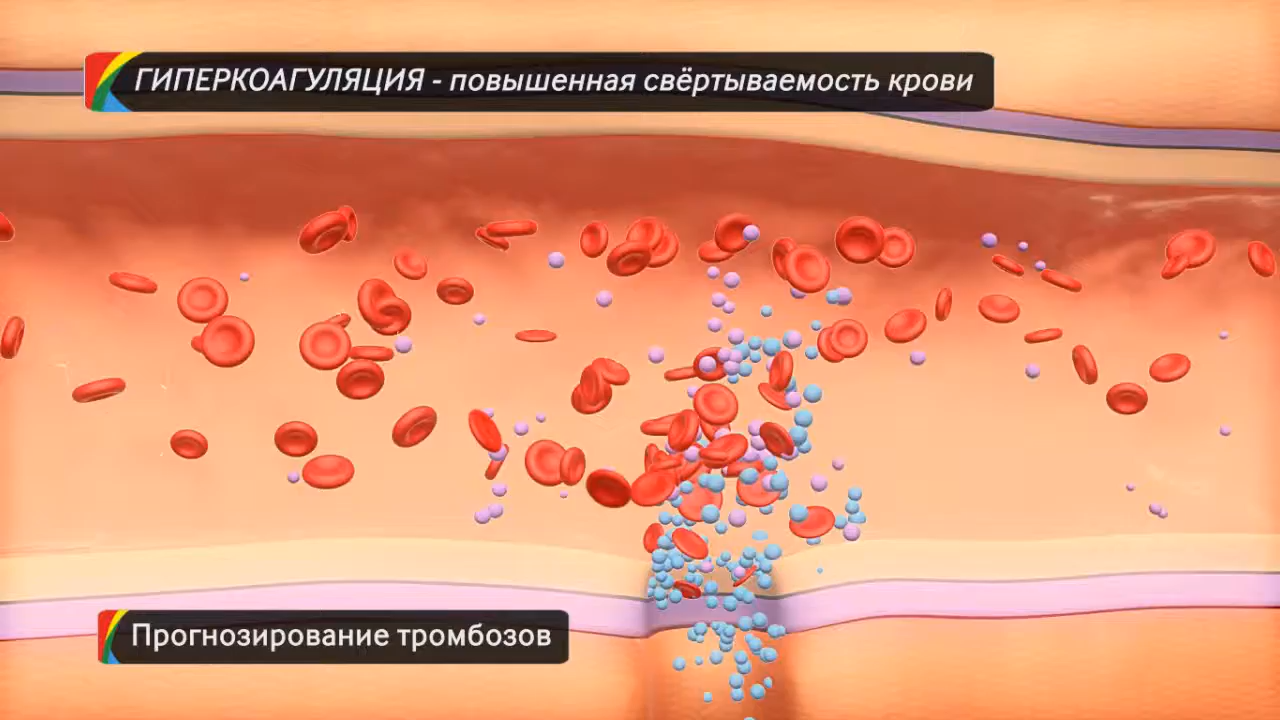 ГИПЕРКОАГУЛЯЦИЯ - повышенная свёртываемость крови
Прогнозирование тромбозов